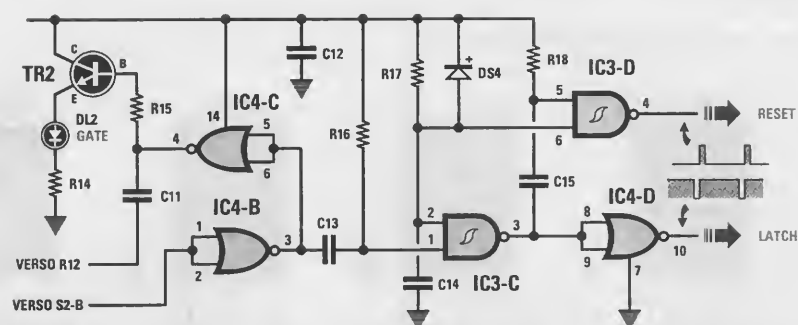 C
B
TR2
E
DL2
GATE
R14
R15
14
IC4-C
4
5
6
C11
C12
R16
IC4-B
1
2
3
C13
VERSO R12
VERSO S2-B
R17
DS4
+
R18
IC3-D
5
6
4
RESET
C15
2
1
3
IC3-C
C14
IC4-D
8
9
10
7
LATCH